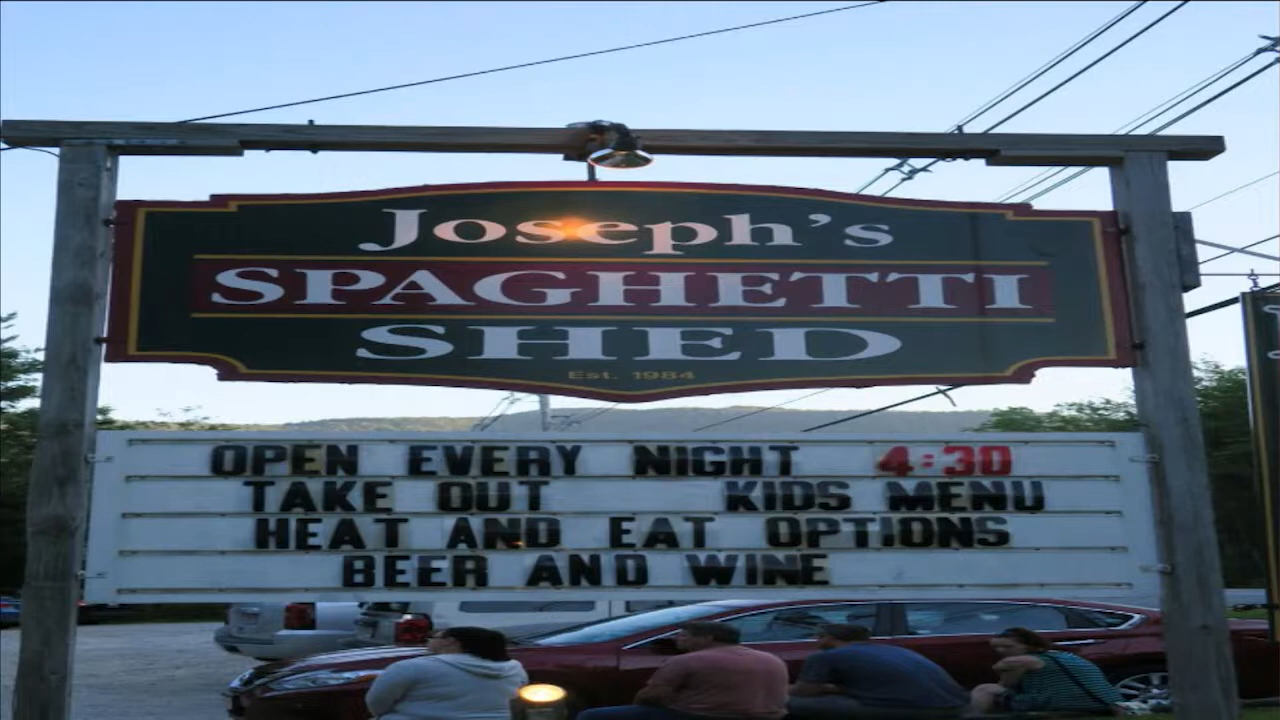 Joseph's
SPAGHETTI
SHED
Est. 1984
OPEN EVERY NIGHT 4:30
TAKE OUT KIDS MENU
HEAT AND EAT OPTIONS
BEER AND WINE